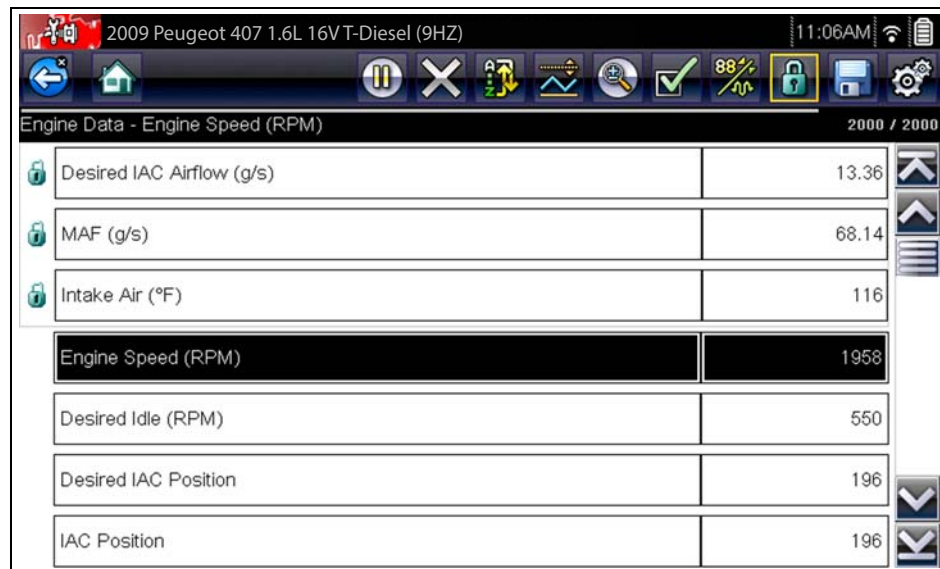 2009 Peugeot 407 1.6L 16V T-Diesel (9HZ) 11:06AM
Engine Data - Engine Speed (RPM) 2000 / 2000
Desired IAC Airflow (g/s) 13.36
MAF (g/s) 68.14
Intake Air (°F) 116
Engine Speed (RPM) 1958
Desired Idle (RPM) 550
Desired IAC Position 196
IAC Position 196